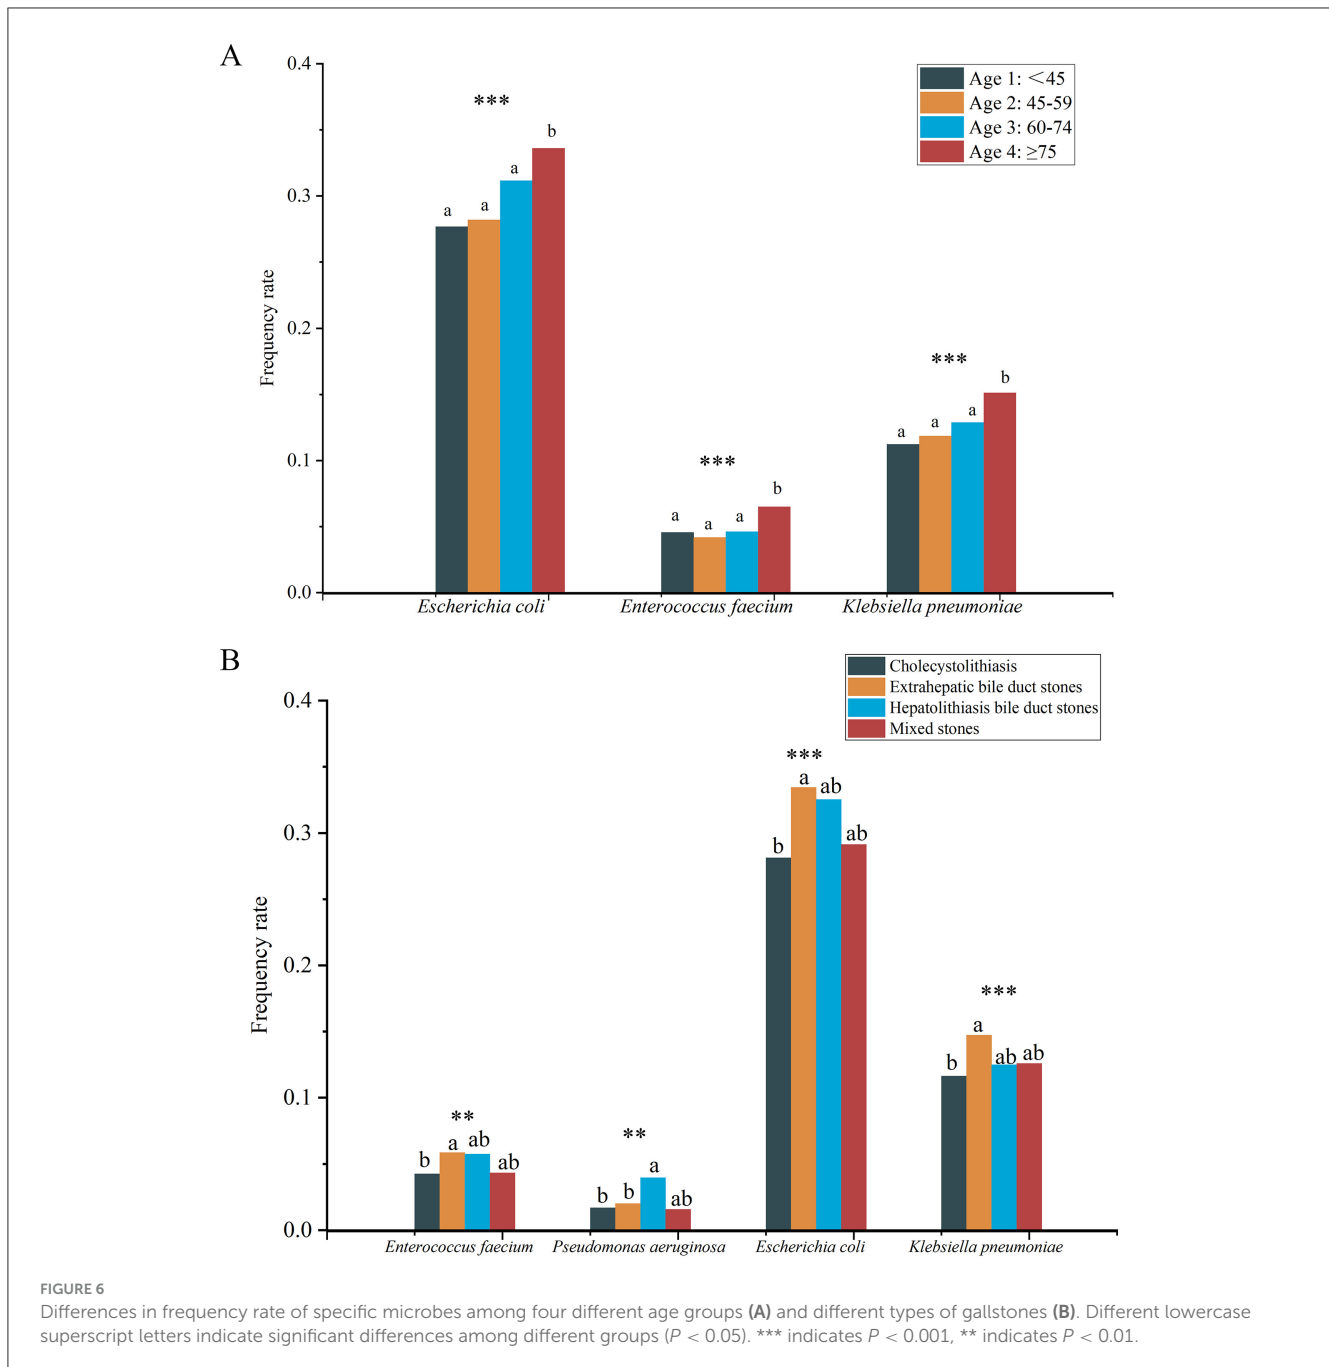 A
0.4
***
b
Age 1: <45
Age 2: 45-59
Age 3: 60-74
Age 4: ≥75
a
a
a
0.3
Frequency rate
0.2
***
b
a
a
a
***
b
a
a
a
0.1
0.0
Escherichia coli
Enterococcus faecium
Klebsiella pneumoniae
B
Cholecystolithiasis
Extrahepatic bile duct stones
Hepatolithiasis bile duct stones
Mixed stones
0.4
***
a
ab
b
ab
0.3
Frequency rate
0.2
***
a
b
ab
ab
0.1
**
b
a
ab
ab
**
b
b
a
ab
0.0
Enterococcus faecium
Pseudomonas aeruginosa
Escherichia coli
Klebsiella pneumoniae
FIGURE 6
Differences in frequency rate of specific microbes among four different age groups (A) and different types of gallstones (B). Different lowercase
superscript letters indicate significant differences among different groups (P < 0.05). *** indicates P < 0.001, ** indicates P < 0.01.